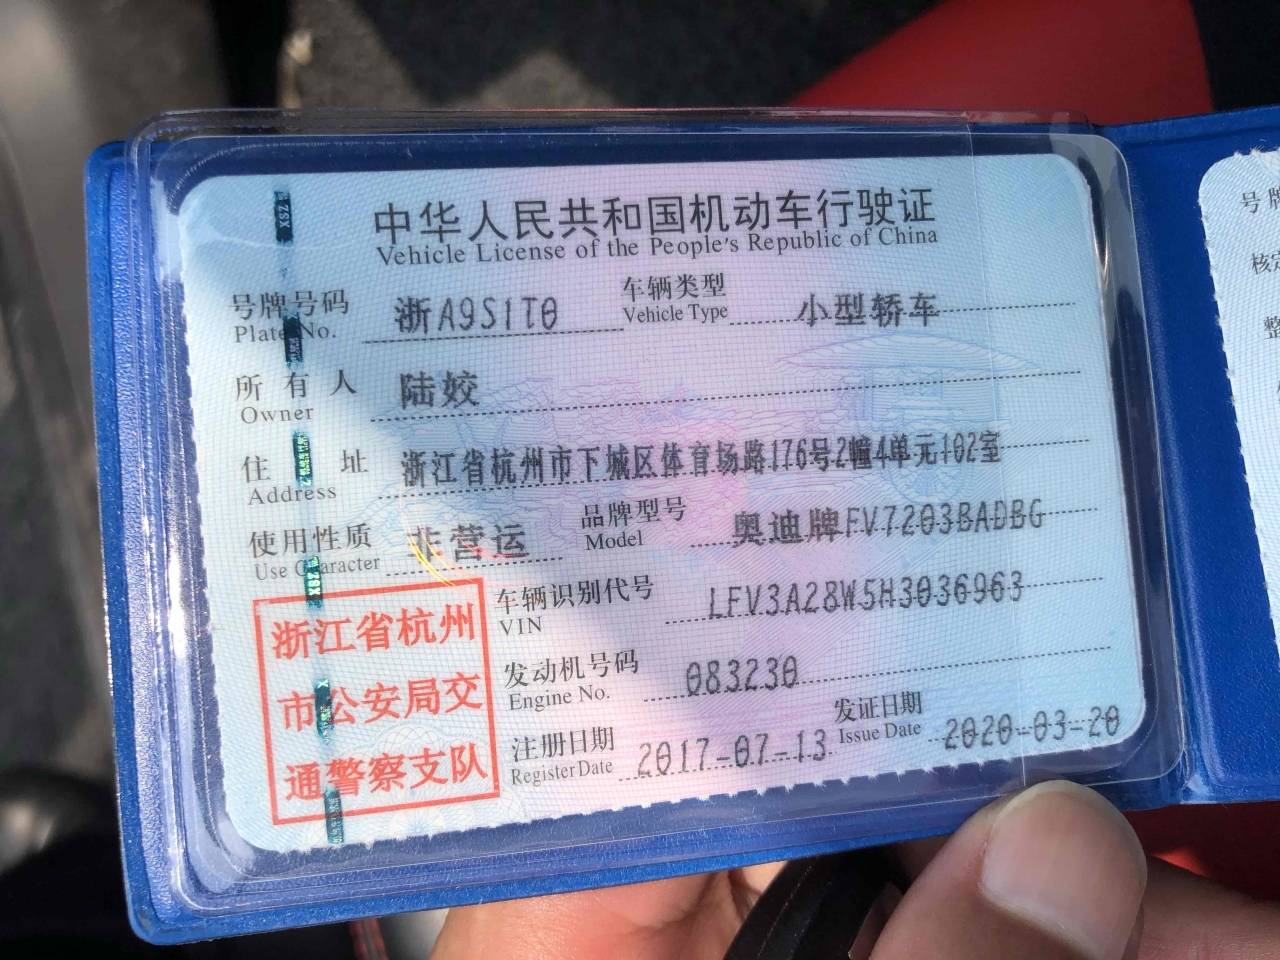 中华人民共和国机动车行驶证
Vehicle License of the People's Republic of China
号牌号码 浙A9S1T0 车辆类型 小型轿车
Plate No. Vehicle Type
所有人 陆姣
Owner
住址 浙江省杭州市下城区体育场路176号2幢4单元102室
Address
使用性质 非营运 品牌型号 奥迪牌FV7203BADBG
Use Character Model
浙江省杭州
市公安局交
通警察支队
车辆识别代号 LFV3A28W5H3036963
VIN
发动机号码 083230
Engine No.
注册日期 2017-07-13 发证日期 2020-03-20
Register Date Issue Date
号牌
核定
整
XSZ
XSZ